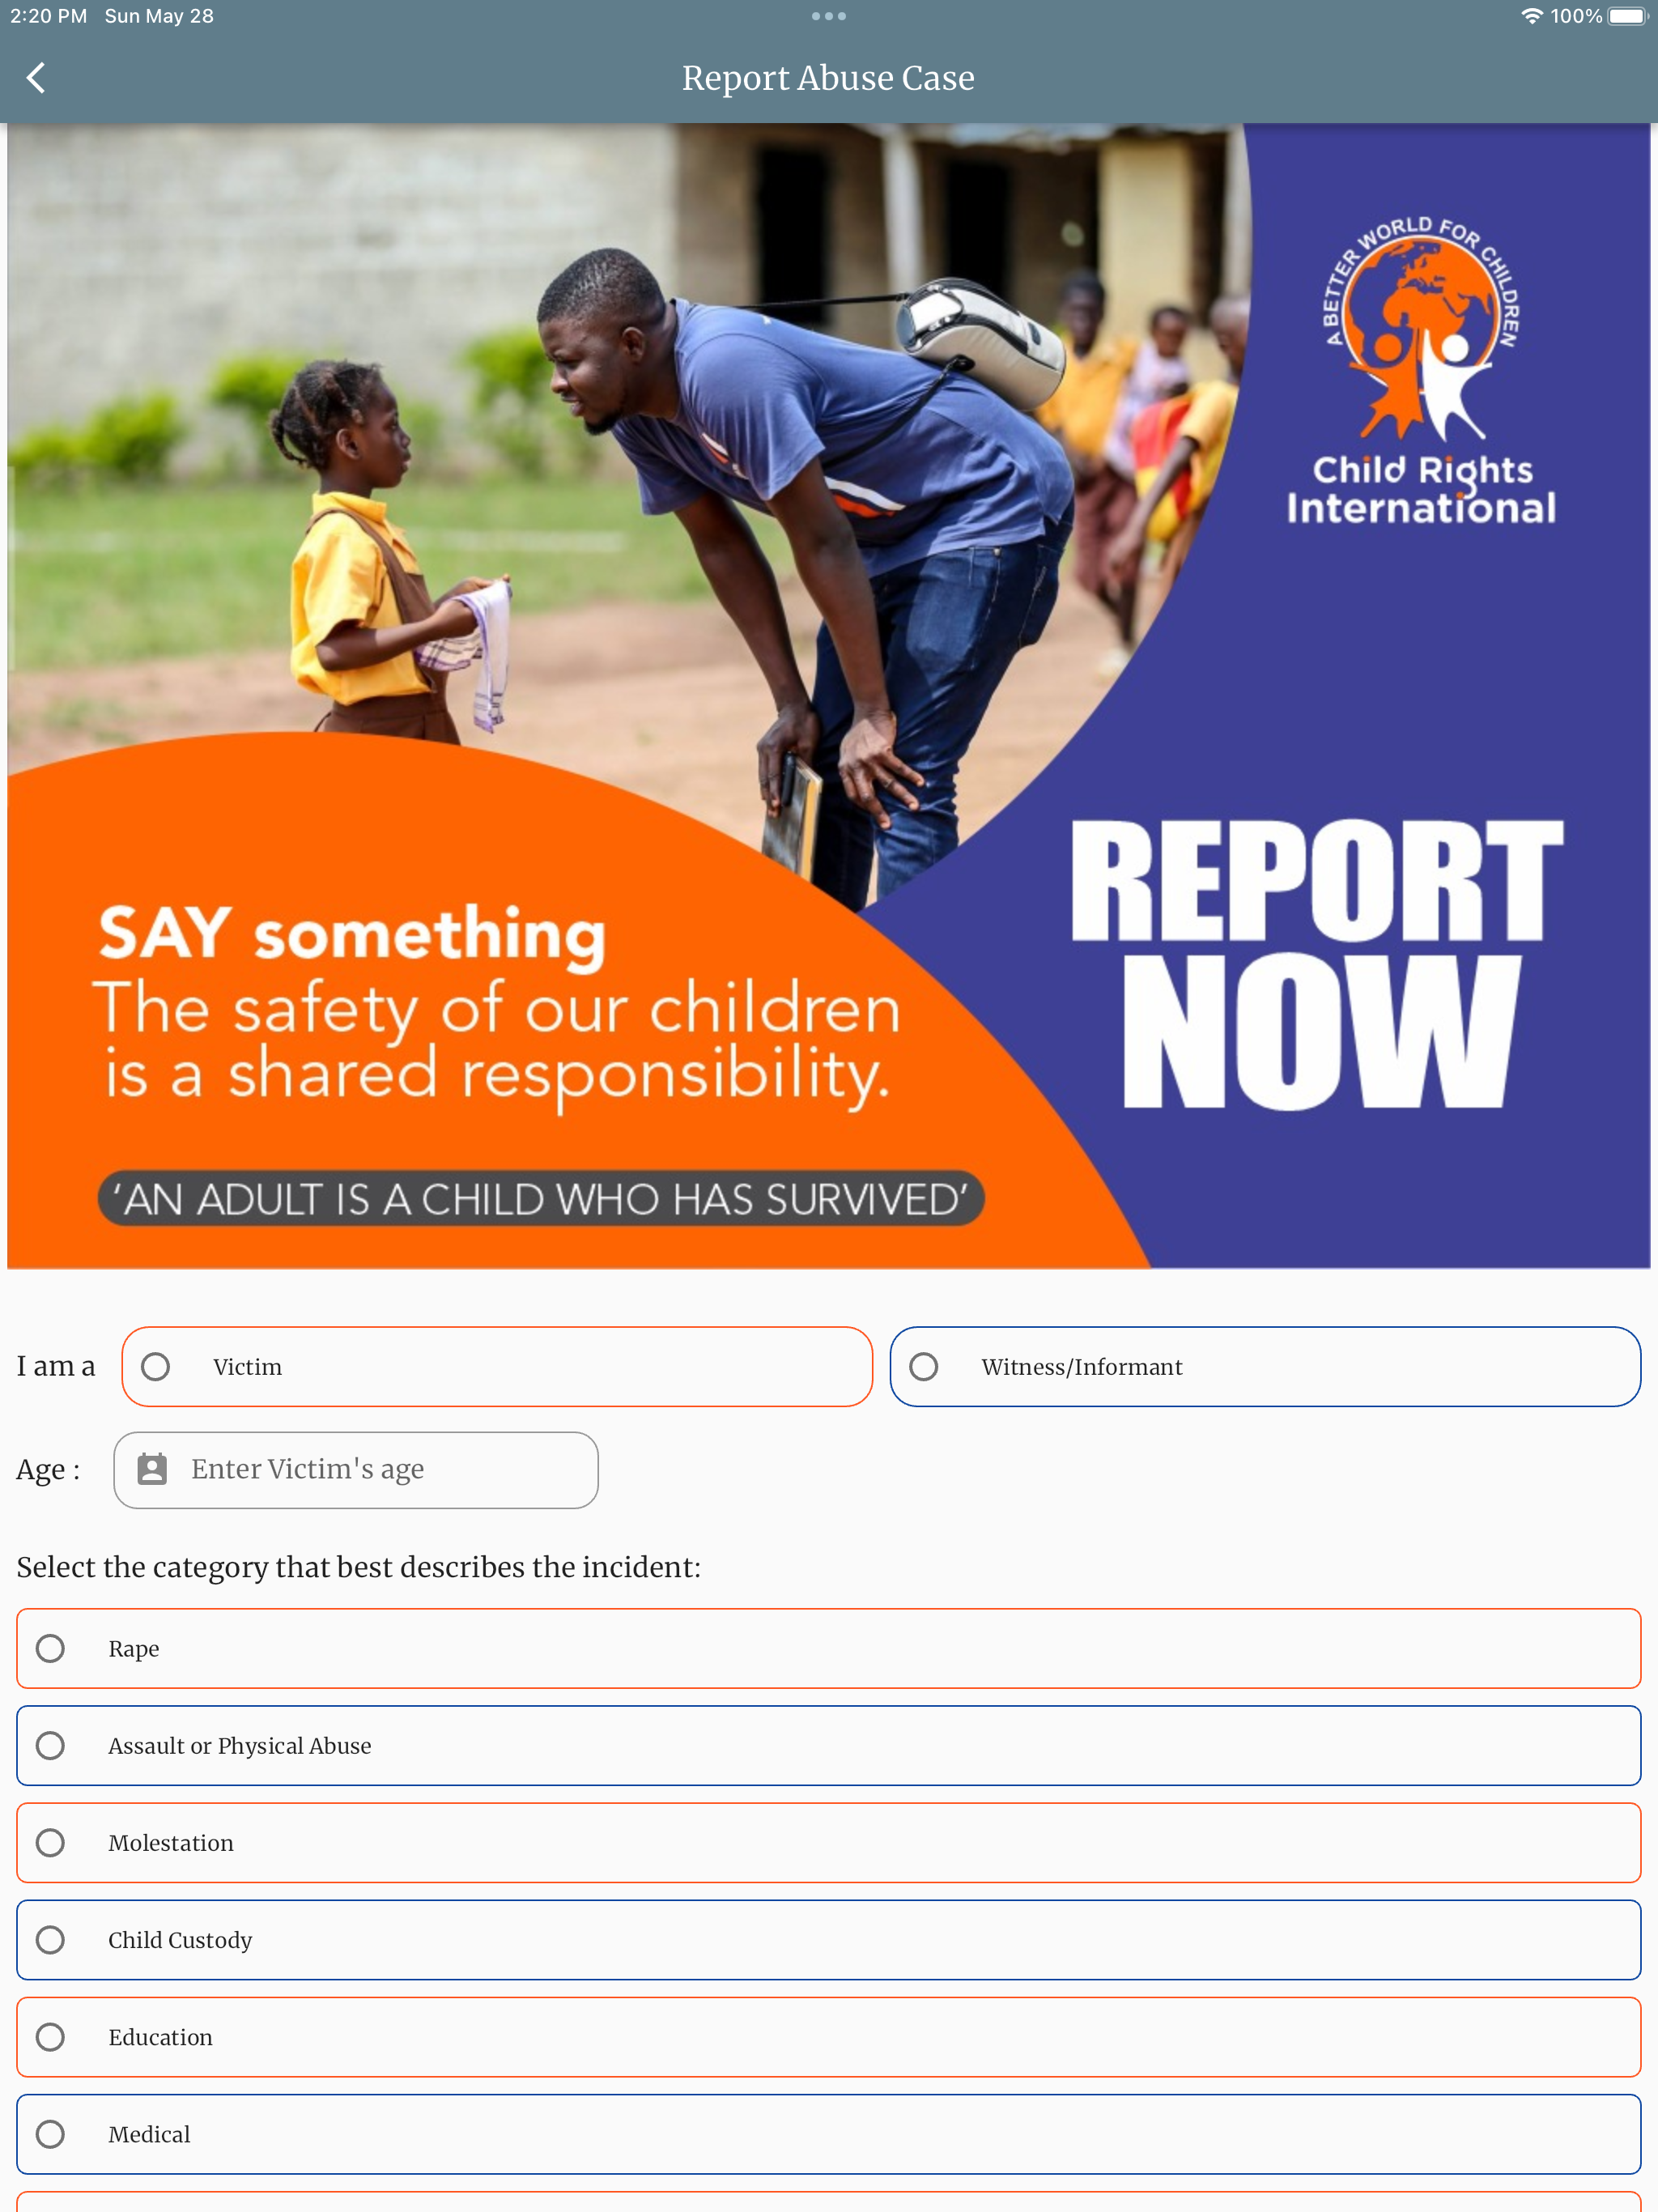 2:20 PM Sun May 28
100%
Report Abuse Case
A BETTER WORLD FOR CHILDREN
Child Rights
International
REPORT
NOW
SAY something
The safety of our children
is a shared responsibility.
‘AN ADULT IS A CHILD WHO HAS SURVIVED’
I am a
Victim
Witness/Informant
Age :
Enter Victim's age
Select the category that best describes the incident:
Rape
Assault or Physical Abuse
Molestation
Child Custody
Education
Medical